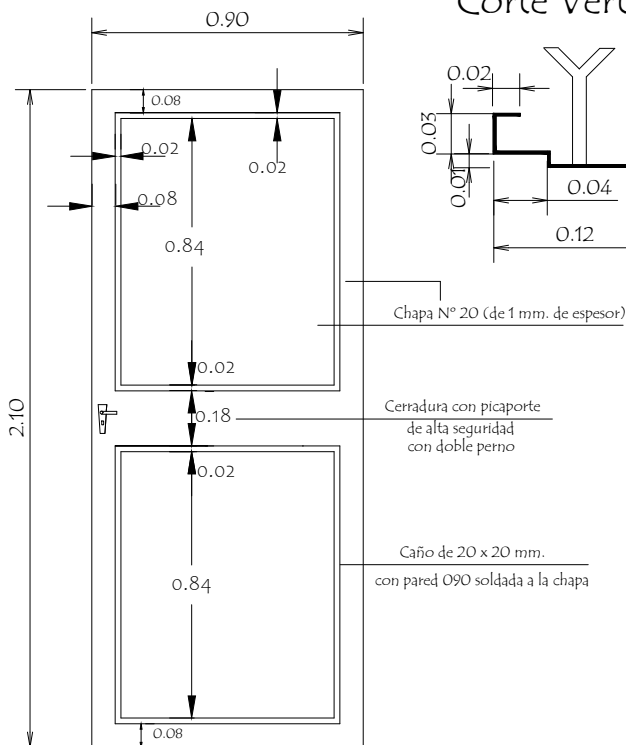 Corte Vert
0.90
0.08
0.02
0.02
0.08
0.84
0.02
0.03
0.01
0.04
0.12
Chapa Nº 20 (de 1 mm. de espesor)
2.10
0.02
0.18
Cerradura con picaporte
de alta seguridad
con doble perno
0.02
0.84
Caño de 20 x 20 mm.
con pared 090 soldada a la chapa
0.08